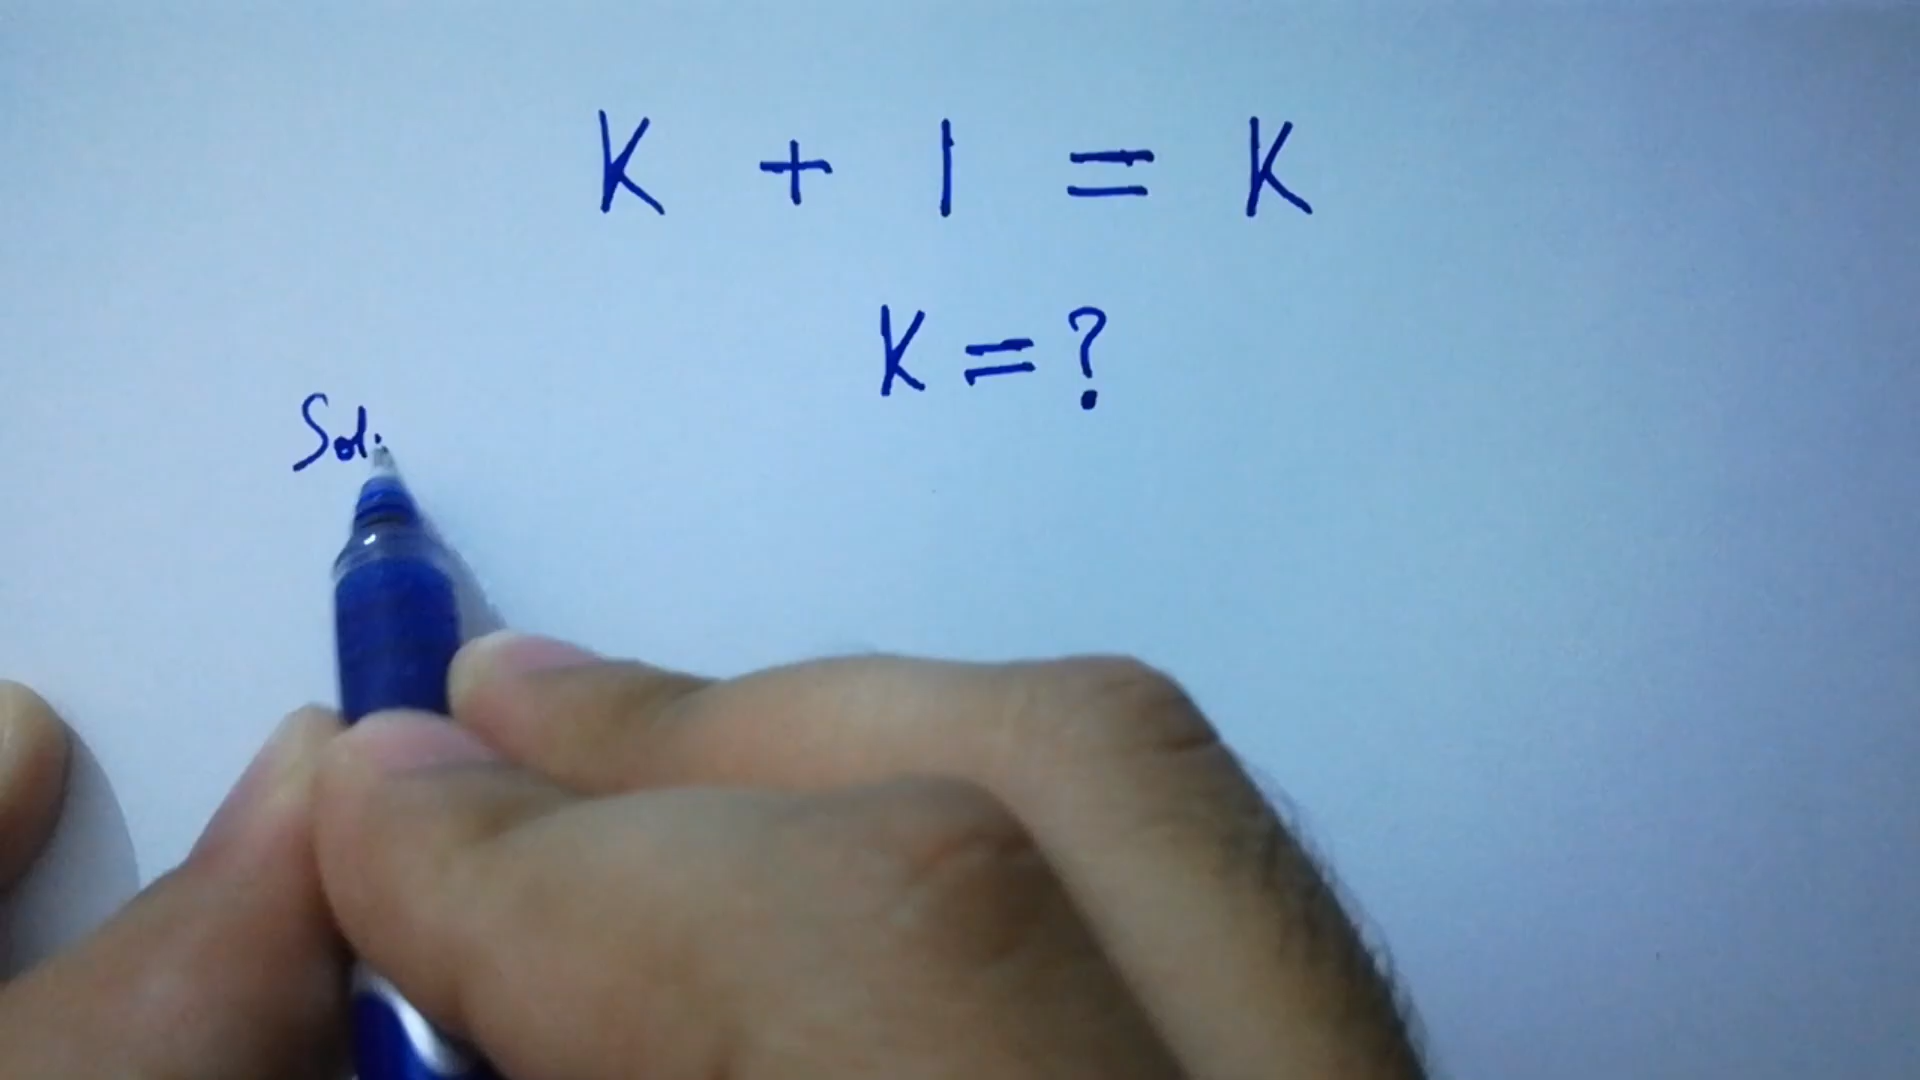 K + 1 = K
K = ?
Sol: